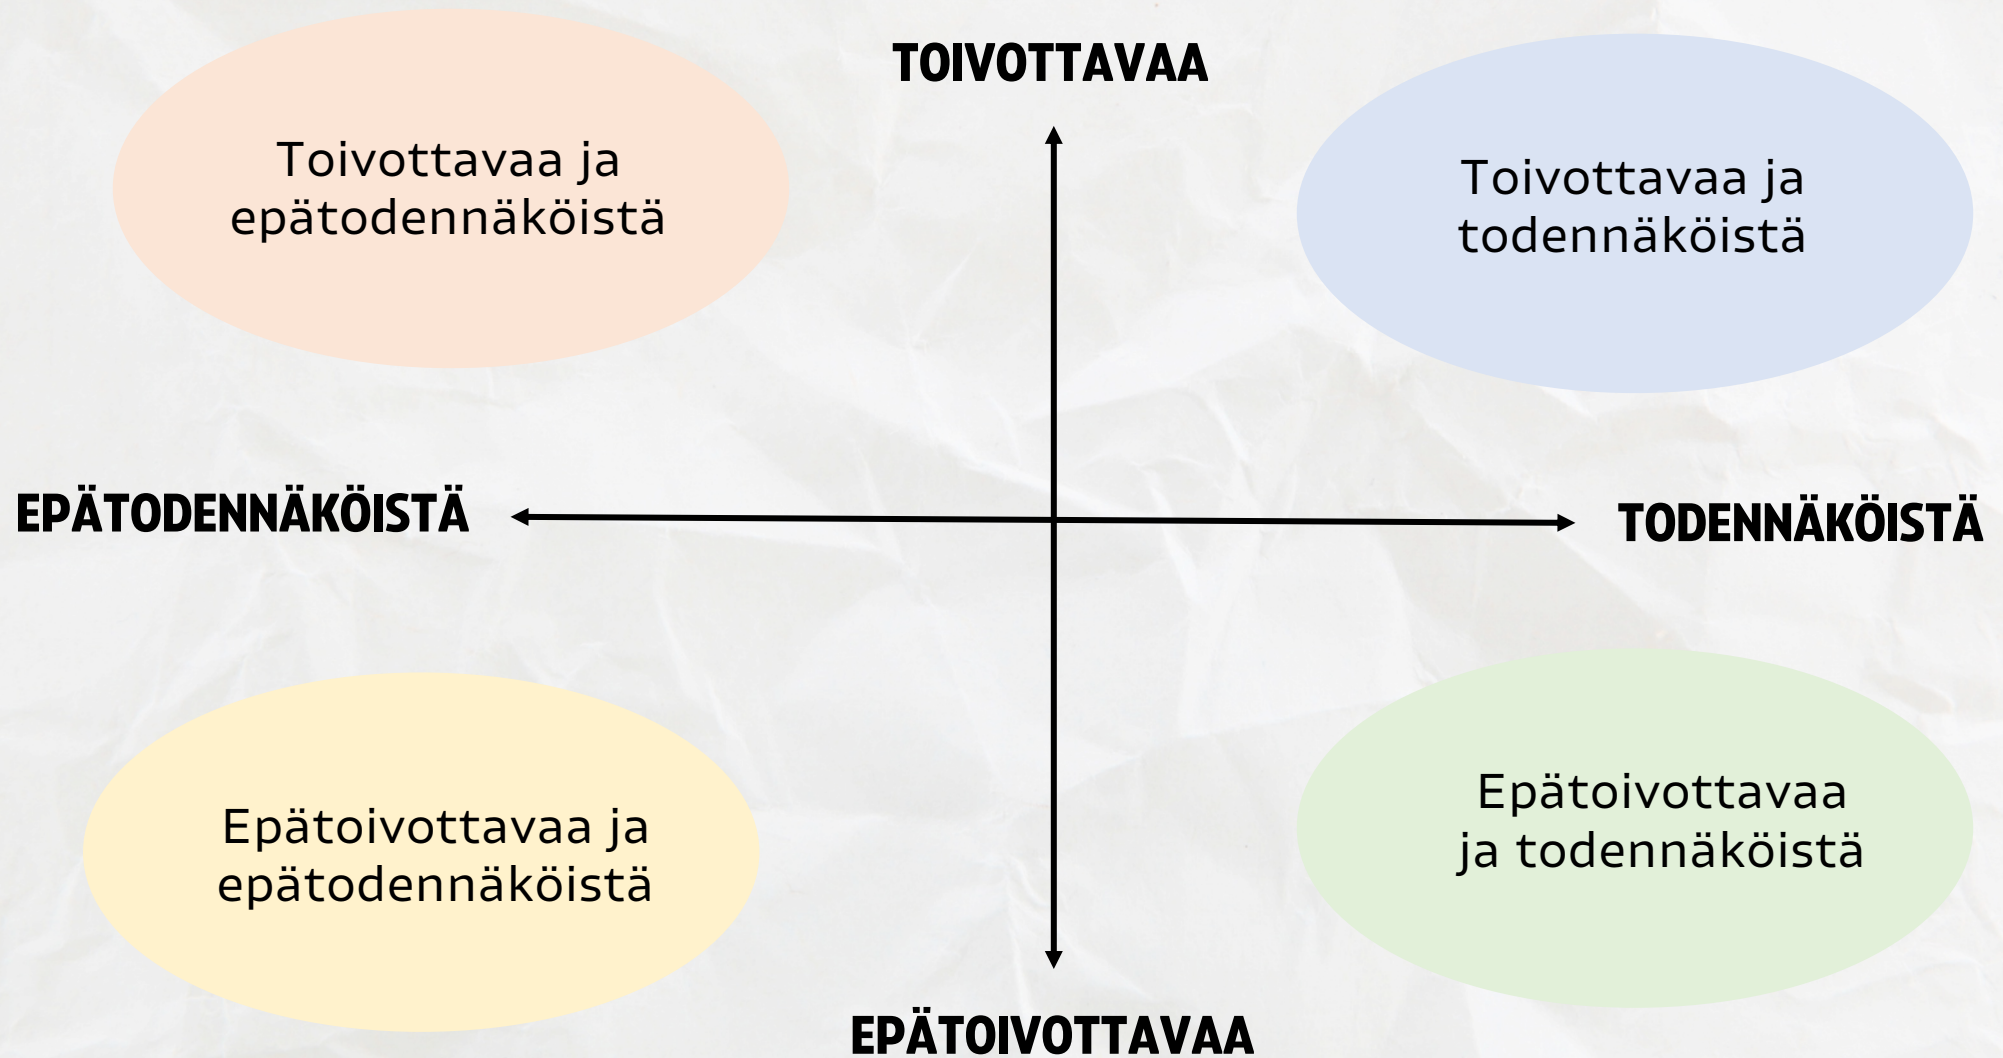 TOIVOTTAVAA
Toivottavaa ja
epätodennäköistä
Toivottavaa ja
todennäköistä
EPÄTODENNÄKÖISTÄ
TODENNÄKÖISTÄ
Epätoivottavaa ja
epätodennäköistä
Epätoivottavaa
ja todennäköistä
EPÄTOIVOTTAVAA